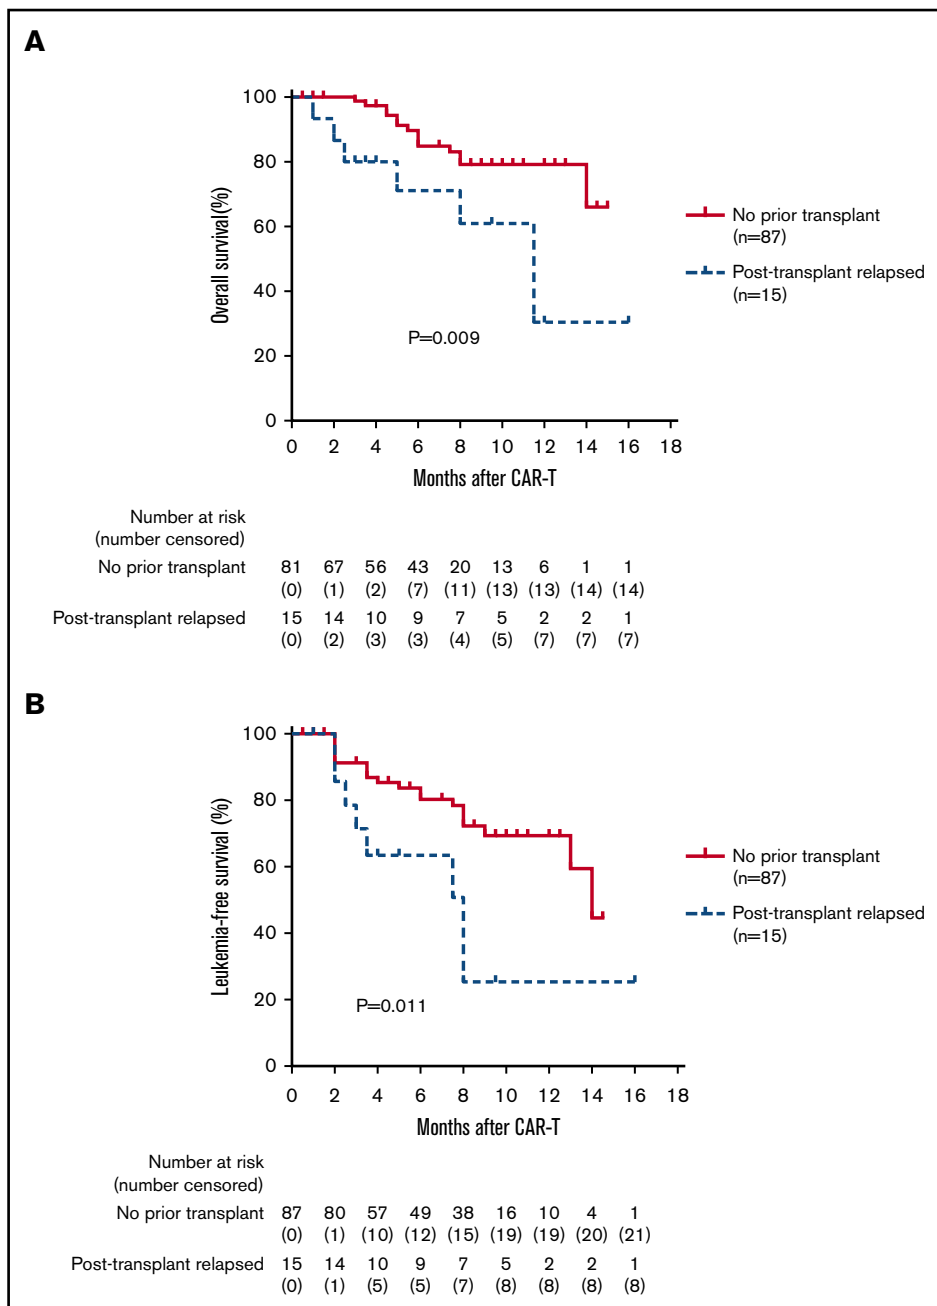 A
100
80
60
40
20
0
Overall survival(%)
P=0.009
0 2 4 6 8 10 12 14 16 18
Months after CAR-T
No prior transplant
(n=87)
Post-transplant relapsed
(n=15)
Number at risk
(number censored)
No prior transplant 81 67 56 43 20 13 6 1 1
(0) (1) (2) (7) (11) (13) (13) (14) (14)
Post-transplant relapsed 15 14 10 9 7 5 2 2 1
(0) (2) (3) (3) (4) (5) (7) (7) (7)
B
100
80
60
40
20
0
Leukemia-free survival (%)
P=0.011
0 2 4 6 8 10 12 14 16 18
Months after CAR-T
No prior transplant
(n=87)
Post-transplant relapsed
(n=15)
Number at risk
(number censored)
No prior transplant 87 80 57 49 38 16 10 4 1
(0) (1) (10) (12) (15) (19) (19) (20) (21)
Post-transplant relapsed 15 14 10 9 7 5 2 2 1
(0) (1) (5) (5) (7) (8) (8) (8) (8)